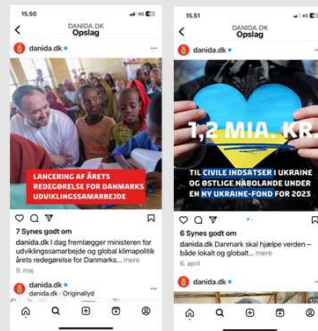 15.50
DANIDA.DK
Opslag
danida.dk
LANCERING AF ÅRETS
REDEGØRELSE FOR DANMARKS
UDVIKLINGSSAMARBEJDE
7 Synes godt om
danida.dk I dag fremlægger ministeren for
udviklingssamarbejde og global klimapolitik
årets redegørelse for Danmarks... more
9. maj
danida.dk
danida.dk · Originallyd
15.51
DANIDA.DK
Opslag
danida.dk
1,2 MIA. KR.
TIL CIVILE INDSATSER I UKRAINE
OG ØSTLIGE NABOLANDE UNDER
EN NY UKRAINE-FOND FOR 2023
6 Synes godt om
danida.dk Danmark skal hjælpe verden –
både lokalt og globalt... more
6. april
danida.dk